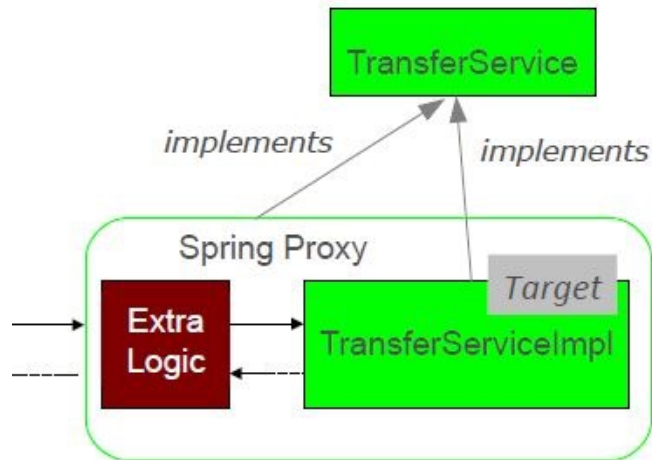 TransferService
implements
implements
Spring Proxy
Target
Extra
Logic
TransferServiceImpl